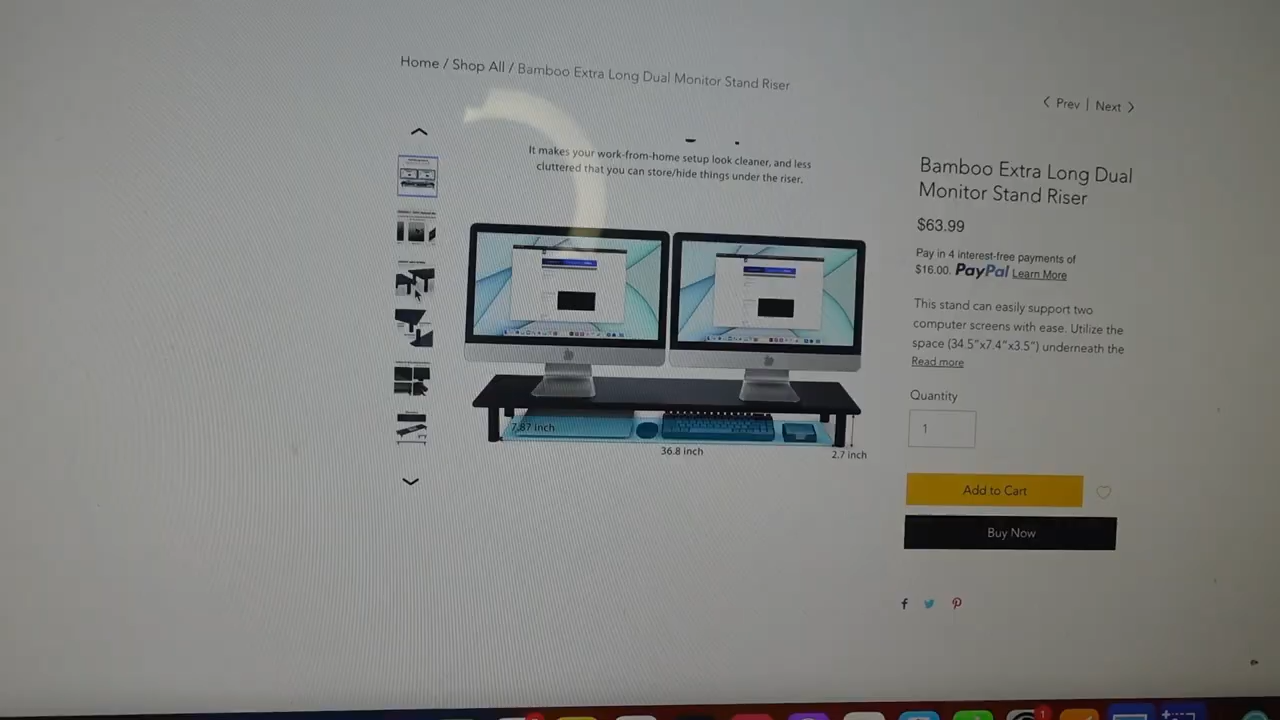 Home / Shop All / Bamboo Extra Long Dual Monitor Stand Riser
Prev | Next
It makes your work-from-home setup look cleaner, and less
cluttered that you can store/hide things under the riser.
7.87 inch
36.8 inch
2.7 inch
Bamboo Extra Long Dual
Monitor Stand Riser
$63.99
Pay in 4 interest-free payments of
$16.00. PayPal Learn More
This stand can easily support two
computer screens with ease. Utilize the
space (34.5"x7.4"x3.5") underneath the
Read more
Quantity
1
Add to Cart
Buy Now